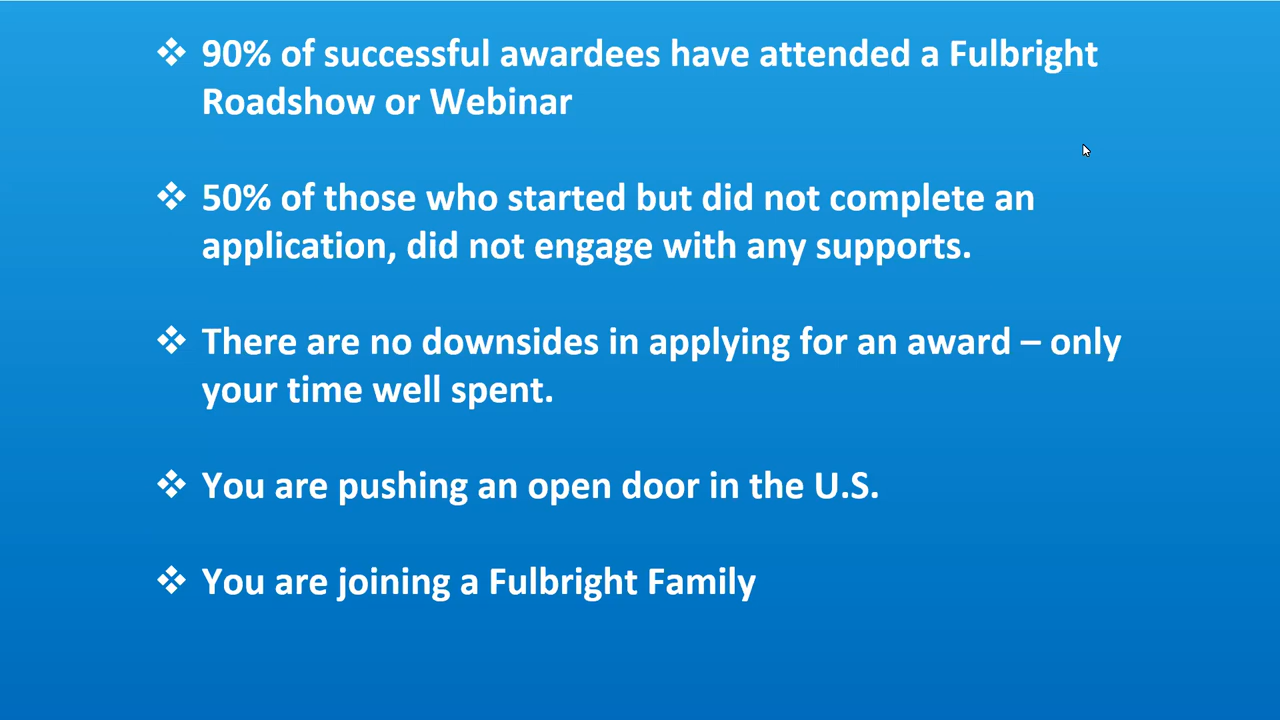 ❖ 90% of successful awardees have attended a Fulbright
Roadshow or Webinar
❖ 50% of those who started but did not complete an
application, did not engage with any supports.
❖ There are no downsides in applying for an award – only
your time well spent.
❖ You are pushing an open door in the U.S.
❖ You are joining a Fulbright Family